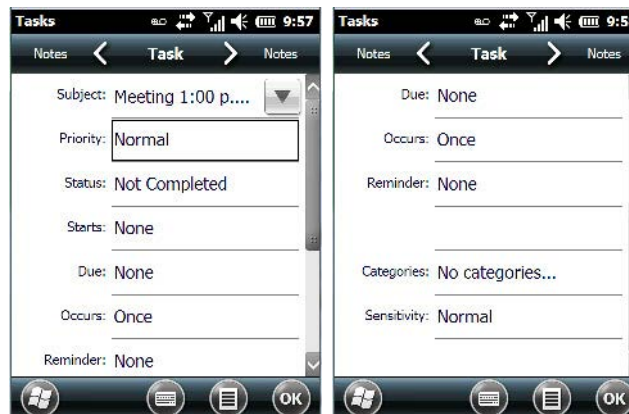 Tasks 9:57
Notes Task Notes
Subject: Meeting 1:00 p....
Priority: Normal
Status: Not Completed
Starts: None
Due: None
Occurs: Once
Reminder: None
OK
Tasks 9:5
Notes Task Notes
Due: None
Occurs: Once
Reminder: None
Categories: No categories...
Sensitivity: Normal
OK